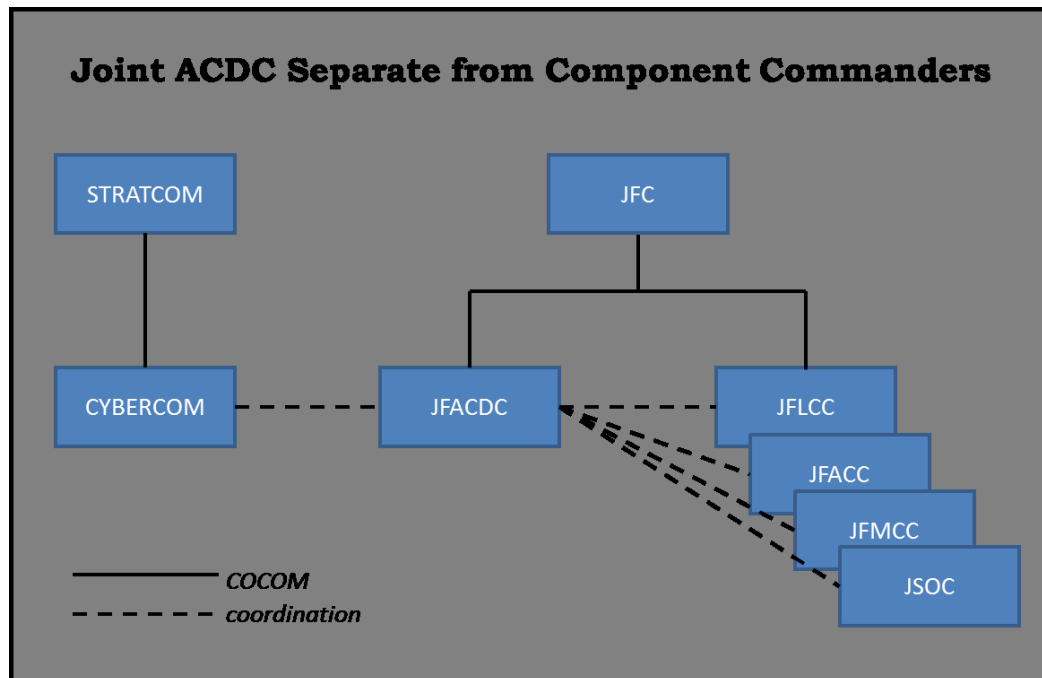 Joint ACDC Separate from Component Commanders
STRATCOM
JFC
CYBERCOM
JFACDC
JFLCC
JFACC
JFMCC
JSOC
COCOM
coordination